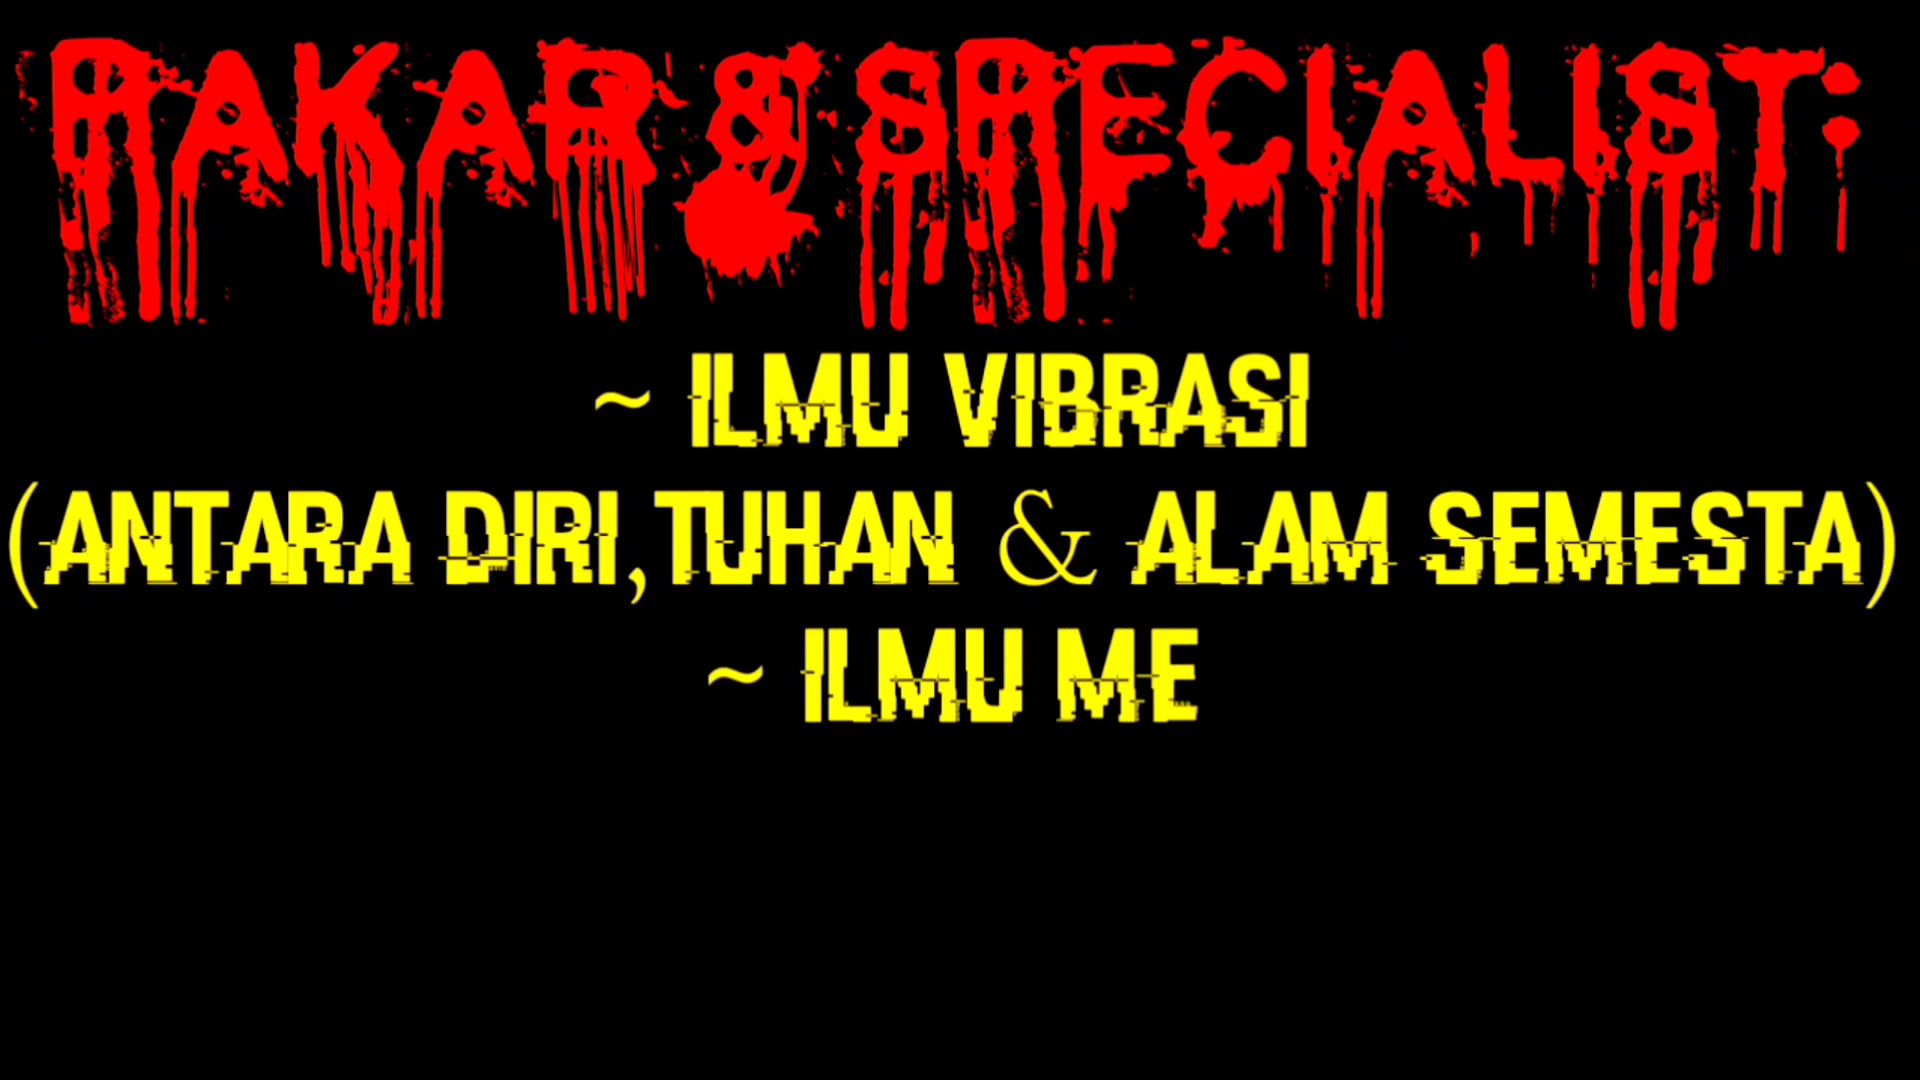 PAKAR & SPECIALIST:
~ ILMU VIBRASI
(ANTARA DIRI,TUHAN & ALAM SEMESTA)
~ ILMU ME